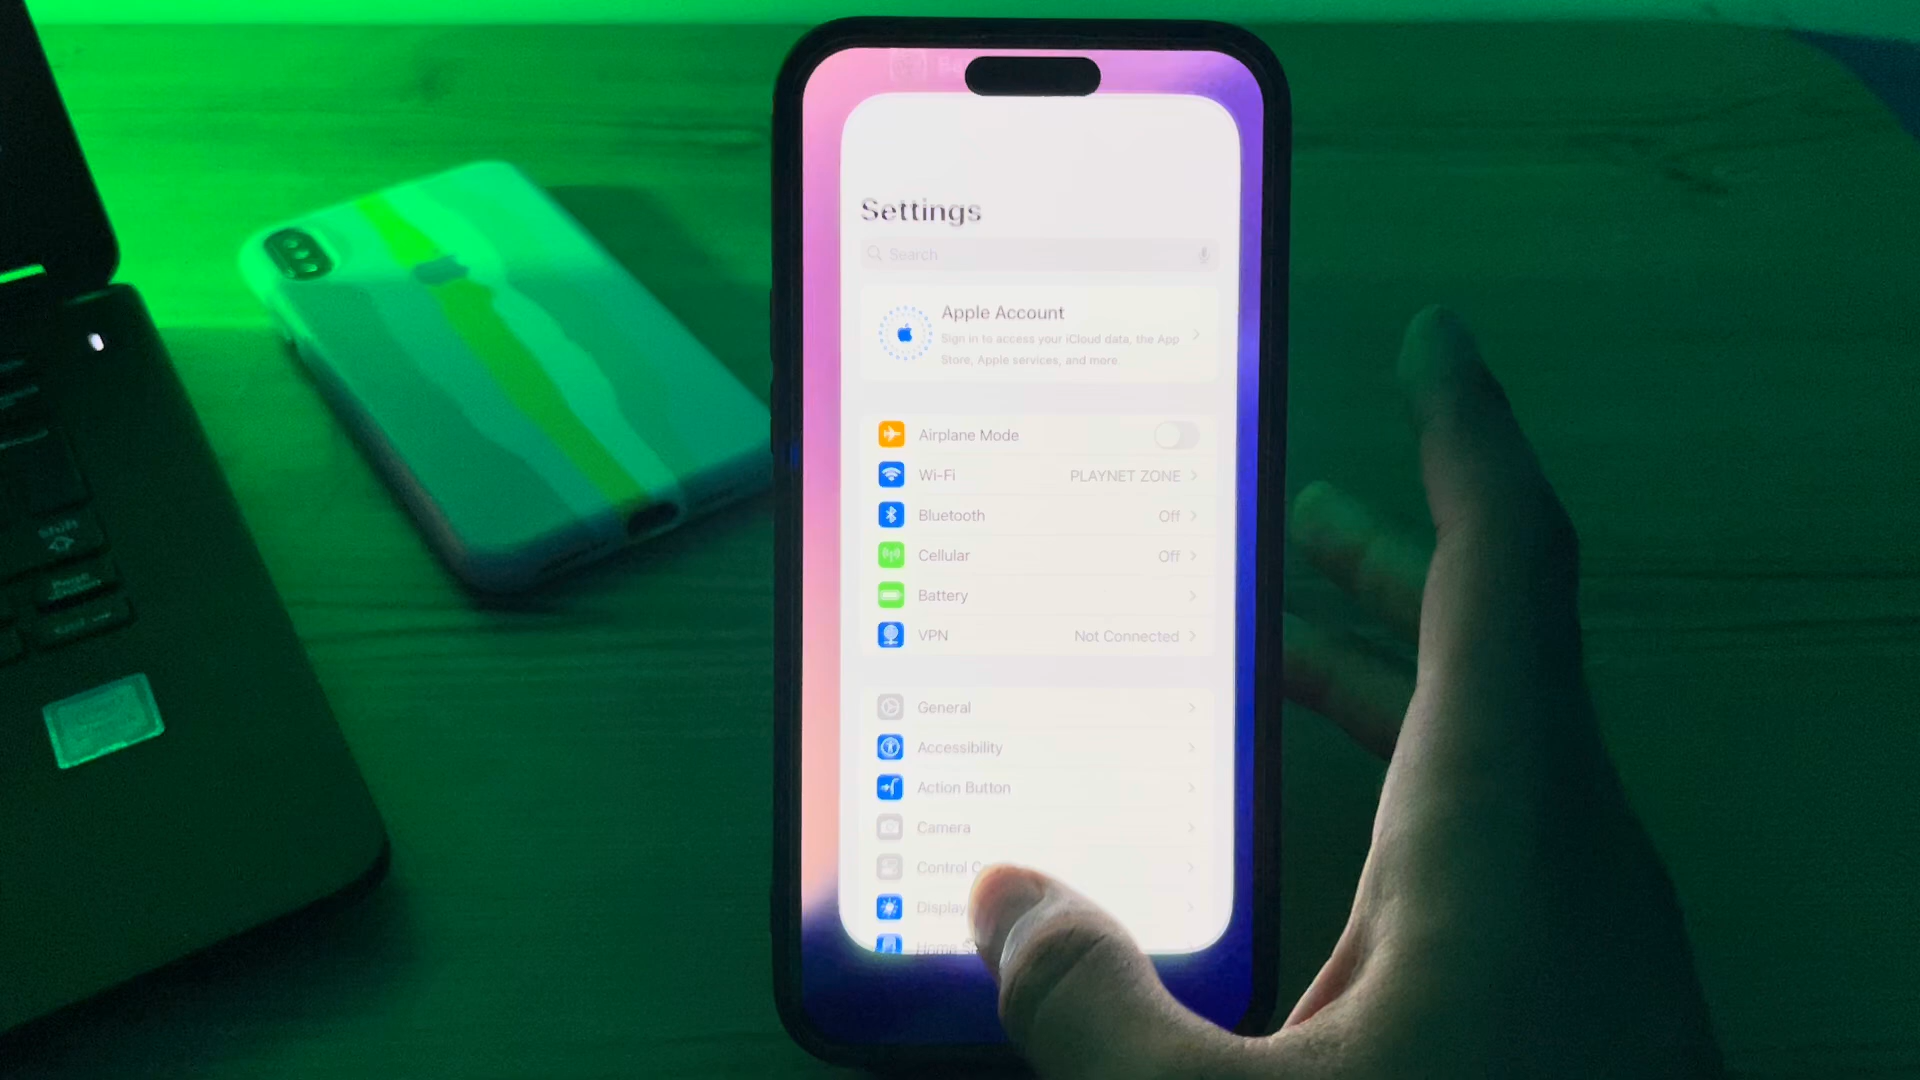 Settings
Search
Apple Account
Sign in to access your iCloud data, the App
Store, Apple services, and more.
Airplane Mode
Wi-Fi PLAYNET ZONE
Bluetooth Off
Cellular Off
Battery
VPN Not Connected
General
Accessibility
Action Button
Camera
Control
Display
Home
Shift